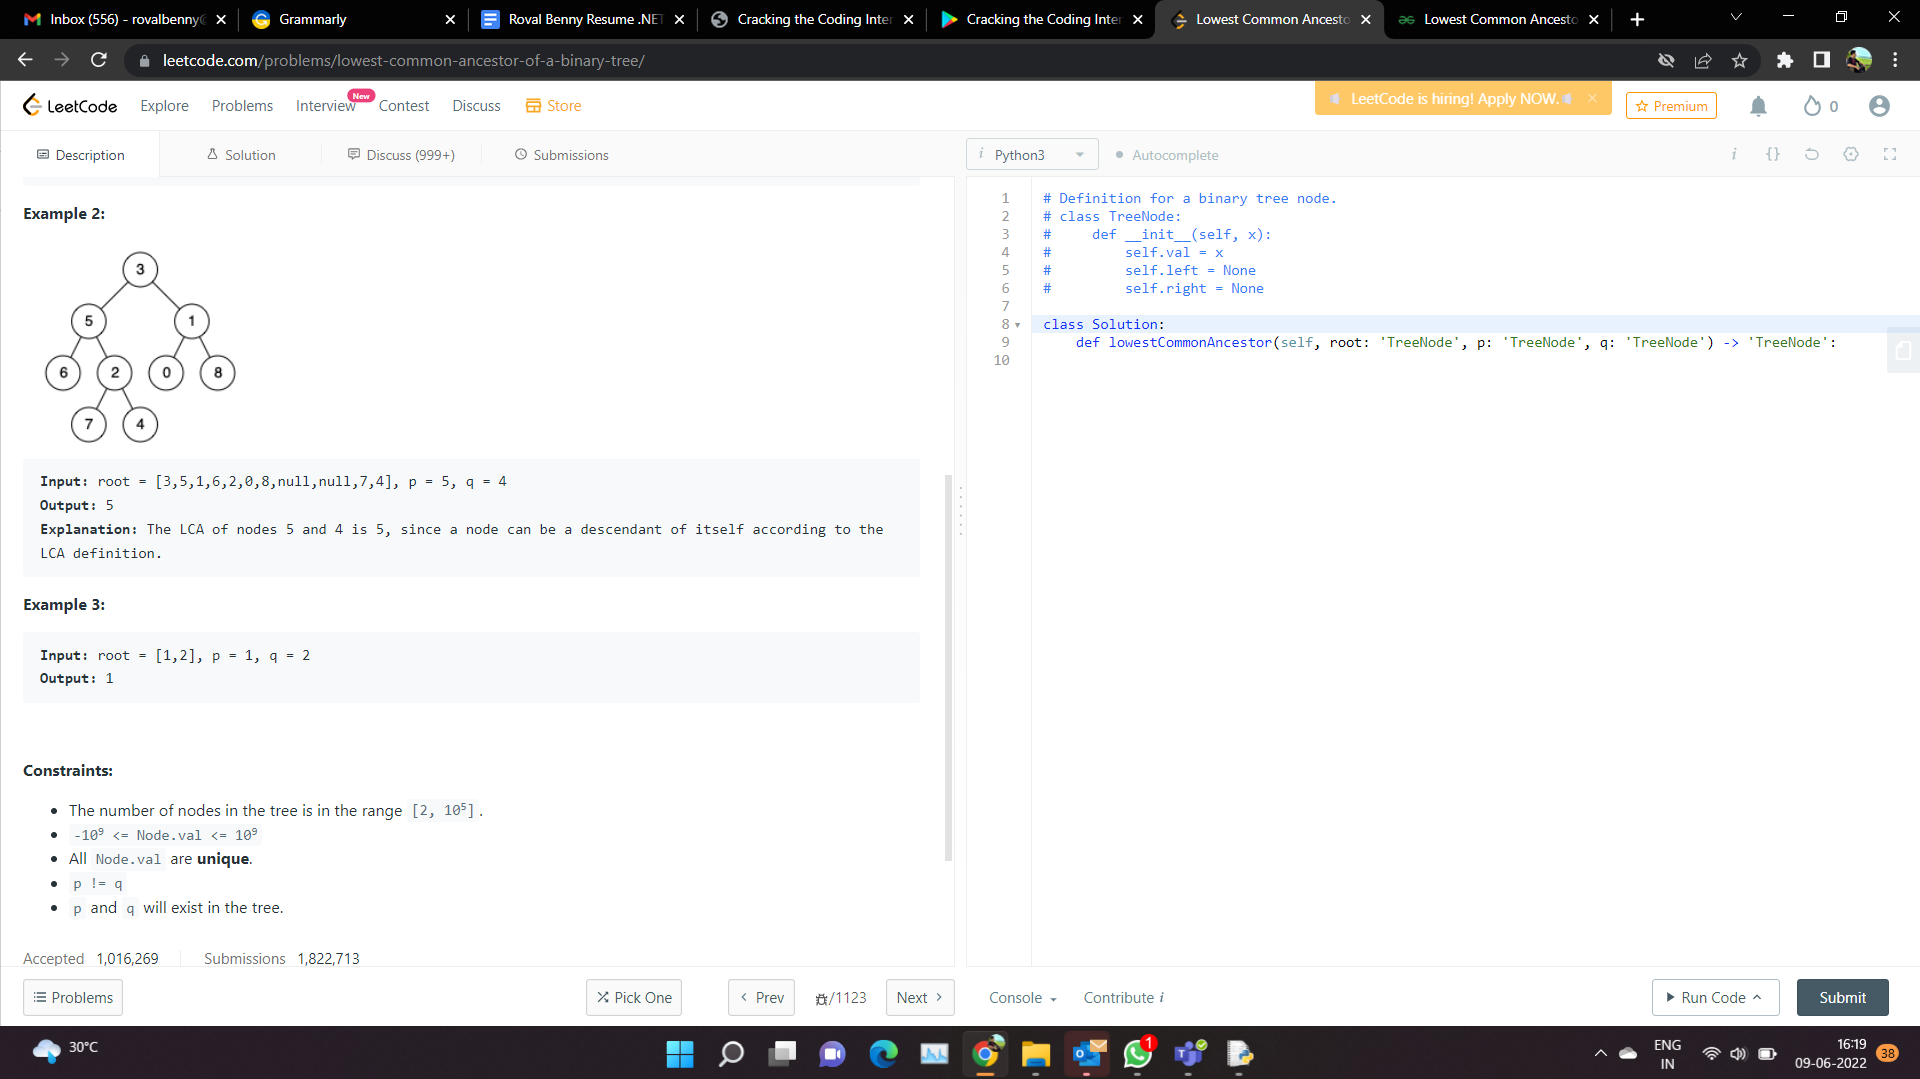 Inbox (556) - rovalbenny@
Grammarly
Roval Benny Resume .NET
Cracking the Coding Inter
Cracking the Coding Inter
Lowest Common Ancesto
Lowest Common Ancesto
leetcode.com/problems/lowest-common-ancestor-of-a-binary-tree/
LeetCode
Explore
Problems
Interview
New
Contest
Discuss
Store
LeetCode is hiring! Apply NOW.
Premium
0
Description
Solution
Discuss (999+)
Submissions
i Python3
Autocomplete
i {}
Example 2:
3
5 1
6 2 0 8
7 4
Input: root = [3,5,1,6,2,0,8,null,null,7,4], p = 5, q = 4
Output: 5
Explanation: The LCA of nodes 5 and 4 is 5, since a node can be a descendant of itself according to the
LCA definition.
Example 3:
Input: root = [1,2], p = 1, q = 2
Output: 1
Constraints:
• The number of nodes in the tree is in the range [2, 10⁵].
• -10⁹ <= Node.val <= 10⁹
• All Node.val are unique.
• p != q
• p and q will exist in the tree.
Accepted 1,016,269 Submissions 1,822,713
1 # Definition for a binary tree node.
2 # class TreeNode:
3 #     def __init__(self, x):
4 #         self.val = x
5 #         self.left = None
6 #         self.right = None
7
8 class Solution:
9     def lowestCommonAncestor(self, root: 'TreeNode', p: 'TreeNode', q: 'TreeNode') -> 'TreeNode':
10
Problems
Pick One
Prev
/1123
Next
Console
Contribute i
Run Code
Submit
30°C
1
ENG
IN
16:19
09-06-2022
38